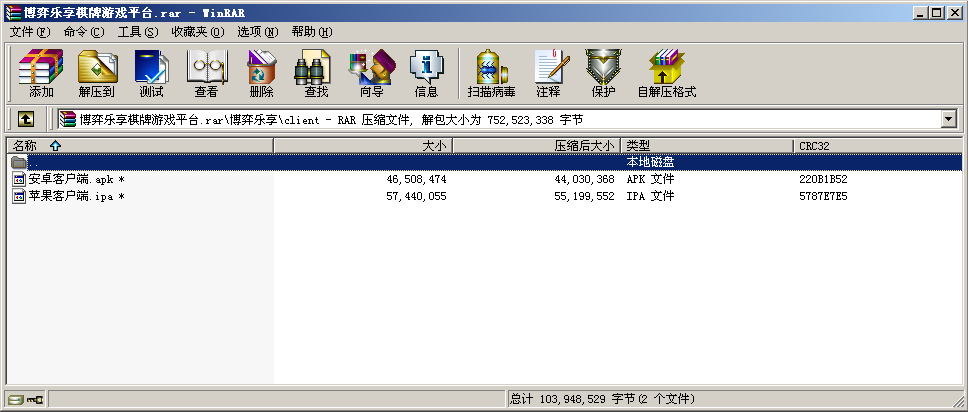 博弈乐享棋牌游戏平台.rar - WinRAR
文件(F) 命令(C) 工具(S) 收藏夹(O) 选项(N) 帮助(H)
添加 解压到 测试 查看 删除 查找 向导 信息 扫描病毒 注释 保护 自解压格式
博弈乐享棋牌游戏平台.rar\博弈乐享\client - RAR 压缩文件, 解包大小为 752,523,338 字节
名称 大小 压缩后大小 类型 CRC32
.. 本地磁盘
安卓客户端.apk * 46,508,474 44,030,368 APK 文件 220B1B52
苹果客户端.ipa * 57,440,055 55,199,552 IPA 文件 5787E7E5
总计 103,948,529 字节(2 个文件)